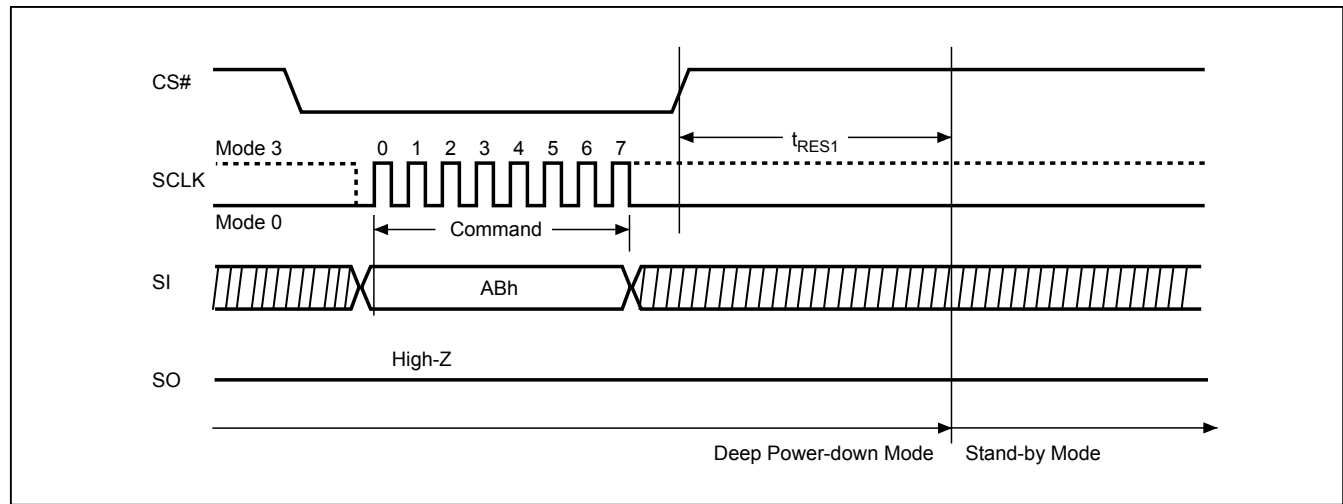 CS#
tRES1
Mode 3
0 1 2 3 4 5 6 7
SCLK
Mode 0
Command
SI
ABh
High-Z
SO
Deep Power-down Mode
Stand-by Mode